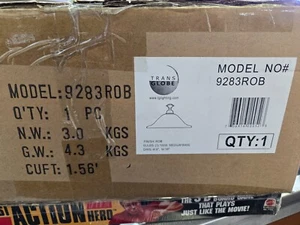 MODEL:9283ROB
Q'TY: 1 PC
N.W.: 3.0 KGS
G.W.: 4.3 KGS
CUFT: 1.56'
TRANS
GLOBE
MODEL NO#
9283ROB
QTY:1
ACTION HERO
THAT PLAYS
JUST LIKE THE MOVIE!